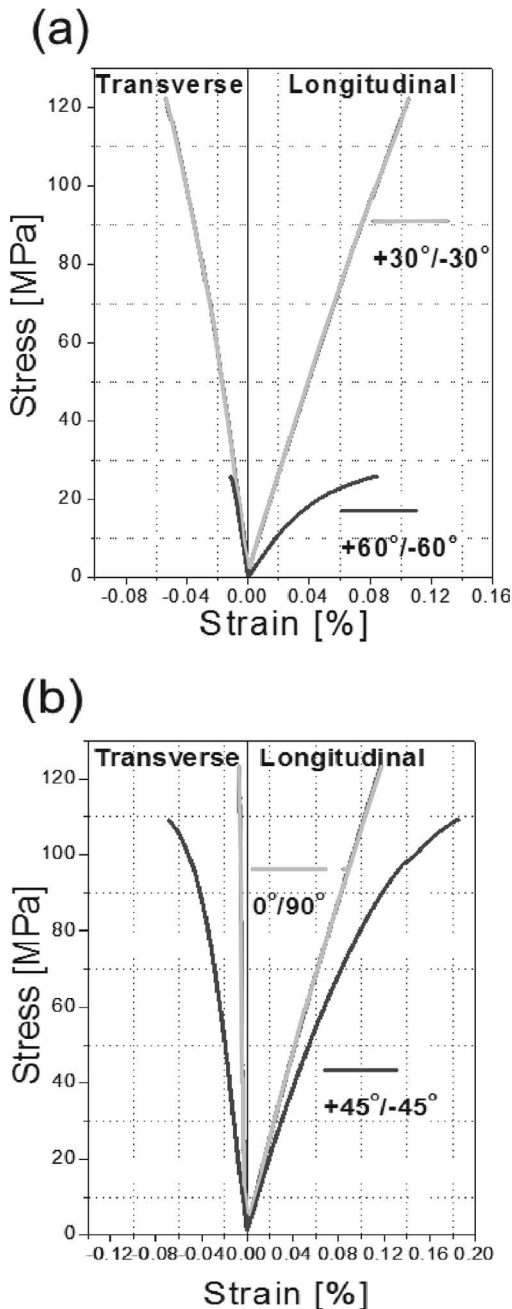 (a)
Transverse Longitudinal
120
100
80
60
40
20
0
Stress [MPa]
+30°/-30°
+60°/-60°
-0.08 -0.04 0.00 0.04 0.08 0.12 0.16
Strain [%]
(b)
Transverse Longitudinal
120
100
80
60
40
20
0
Stress [MPa]
0°/90°
+45°/-45°
-0.12-0.08-0.04 0.00 0.04 0.08 0.12 0.16 0.20
Strain [%]